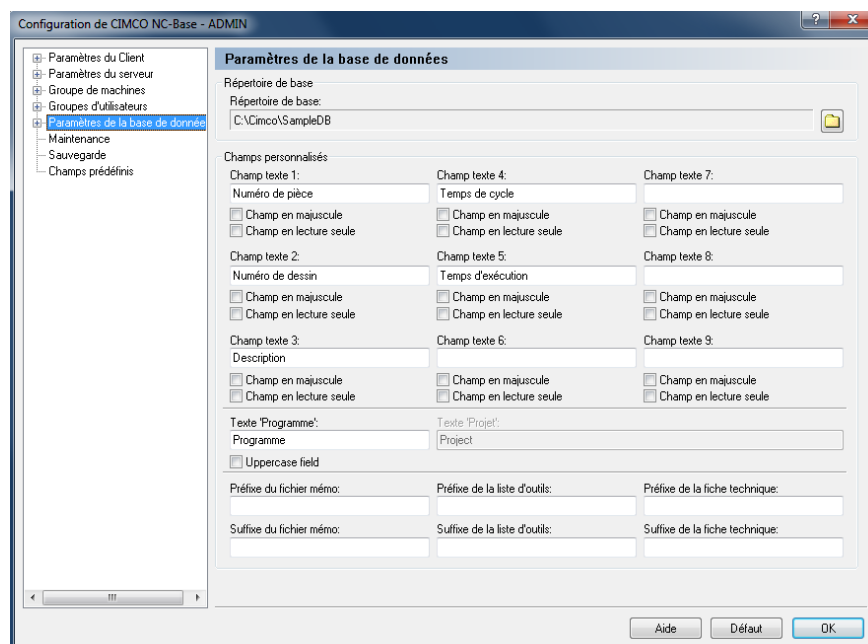 Configuration de CIMCO NC-Base - ADMIN
Paramètres du Client
Paramètres du serveur
Groupe de machines
Groupes d'utilisateurs
Paramètres de la base de donnée
Maintenance
Sauvegarde
Champs prédéfinis
Paramètres de la base de données
Répertoire de base
Répertoire de base:
C:\Cimco\SampleDB
Champs personnalisés
Champ texte 1: Champ texte 4: Champ texte 7:
Numéro de pièce Temps de cycle
Champ en majuscule Champ en majuscule Champ en majuscule
Champ en lecture seule Champ en lecture seule Champ en lecture seule
Champ texte 2: Champ texte 5: Champ texte 8:
Numéro de dessin Temps d'exécution
Champ en majuscule Champ en majuscule Champ en majuscule
Champ en lecture seule Champ en lecture seule Champ en lecture seule
Champ texte 3: Champ texte 6: Champ texte 9:
Description
Champ en majuscule Champ en majuscule Champ en majuscule
Champ en lecture seule Champ en lecture seule Champ en lecture seule
Texte 'Programme': Texte 'Projet':
Programme Project
Uppercase field
Préfixe du fichier mémo: Préfixe de la liste d'outils: Préfixe de la fiche technique:
Suffixe du fichier mémo: Suffixe de la liste d'outils: Suffixe de la fiche technique:
Aide Défaut OK